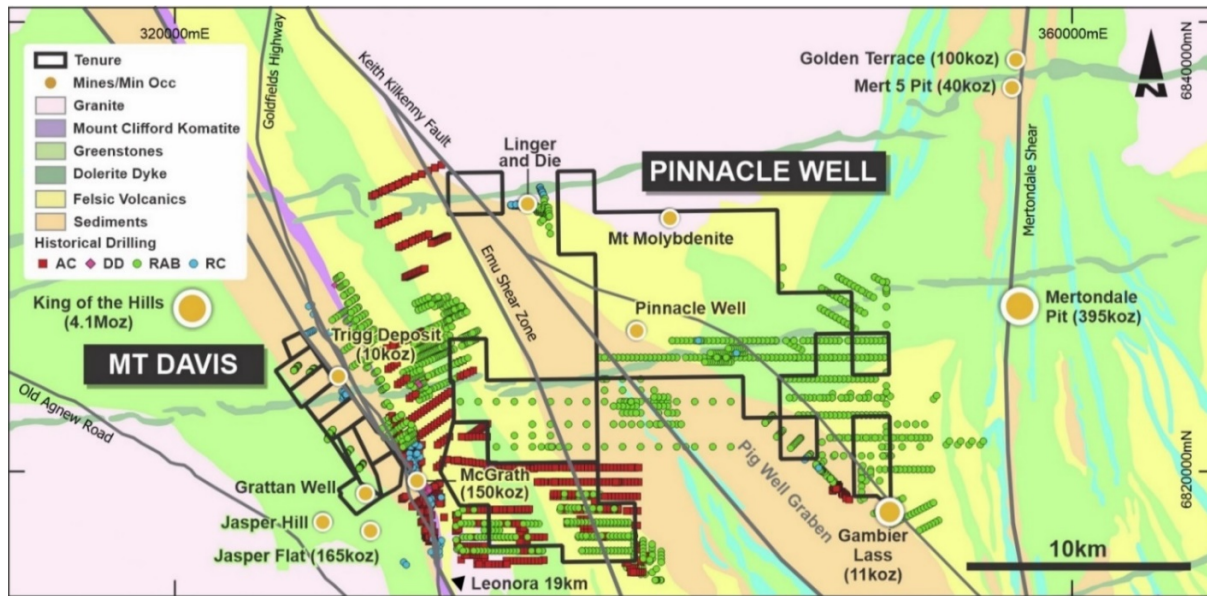 320000mE
360000mE
6840000mN
6820000mN
N
Tenure
Mines/Min Occ
Granite
Mount Clifford Komatite
Greenstones
Dolerite Dyke
Felsic Volcanics
Sediments
Historical Drilling
AC
DD
RAB
RC
Goldfields Highway
Keith Kilkenny Fault
Linger
and Die
PINNACLE WELL
Golden Terrace (100koz)
Mert 5 Pit (40koz)
Mertondale Shear
Mt Molybdenite
Emu Shear Zone
King of the Hills
(4.1Moz)
Trigg Deposit
(10koz)
Pinnacle Well
Mertondale
Pit (395koz)
MT DAVIS
Old Agnew Road
Pig Well Graben
Grattan Well
McGrath
(150koz)
Jasper Hill
Jasper Flat (165koz)
Gambier
Lass
(11koz)
Leonora 19km
10km